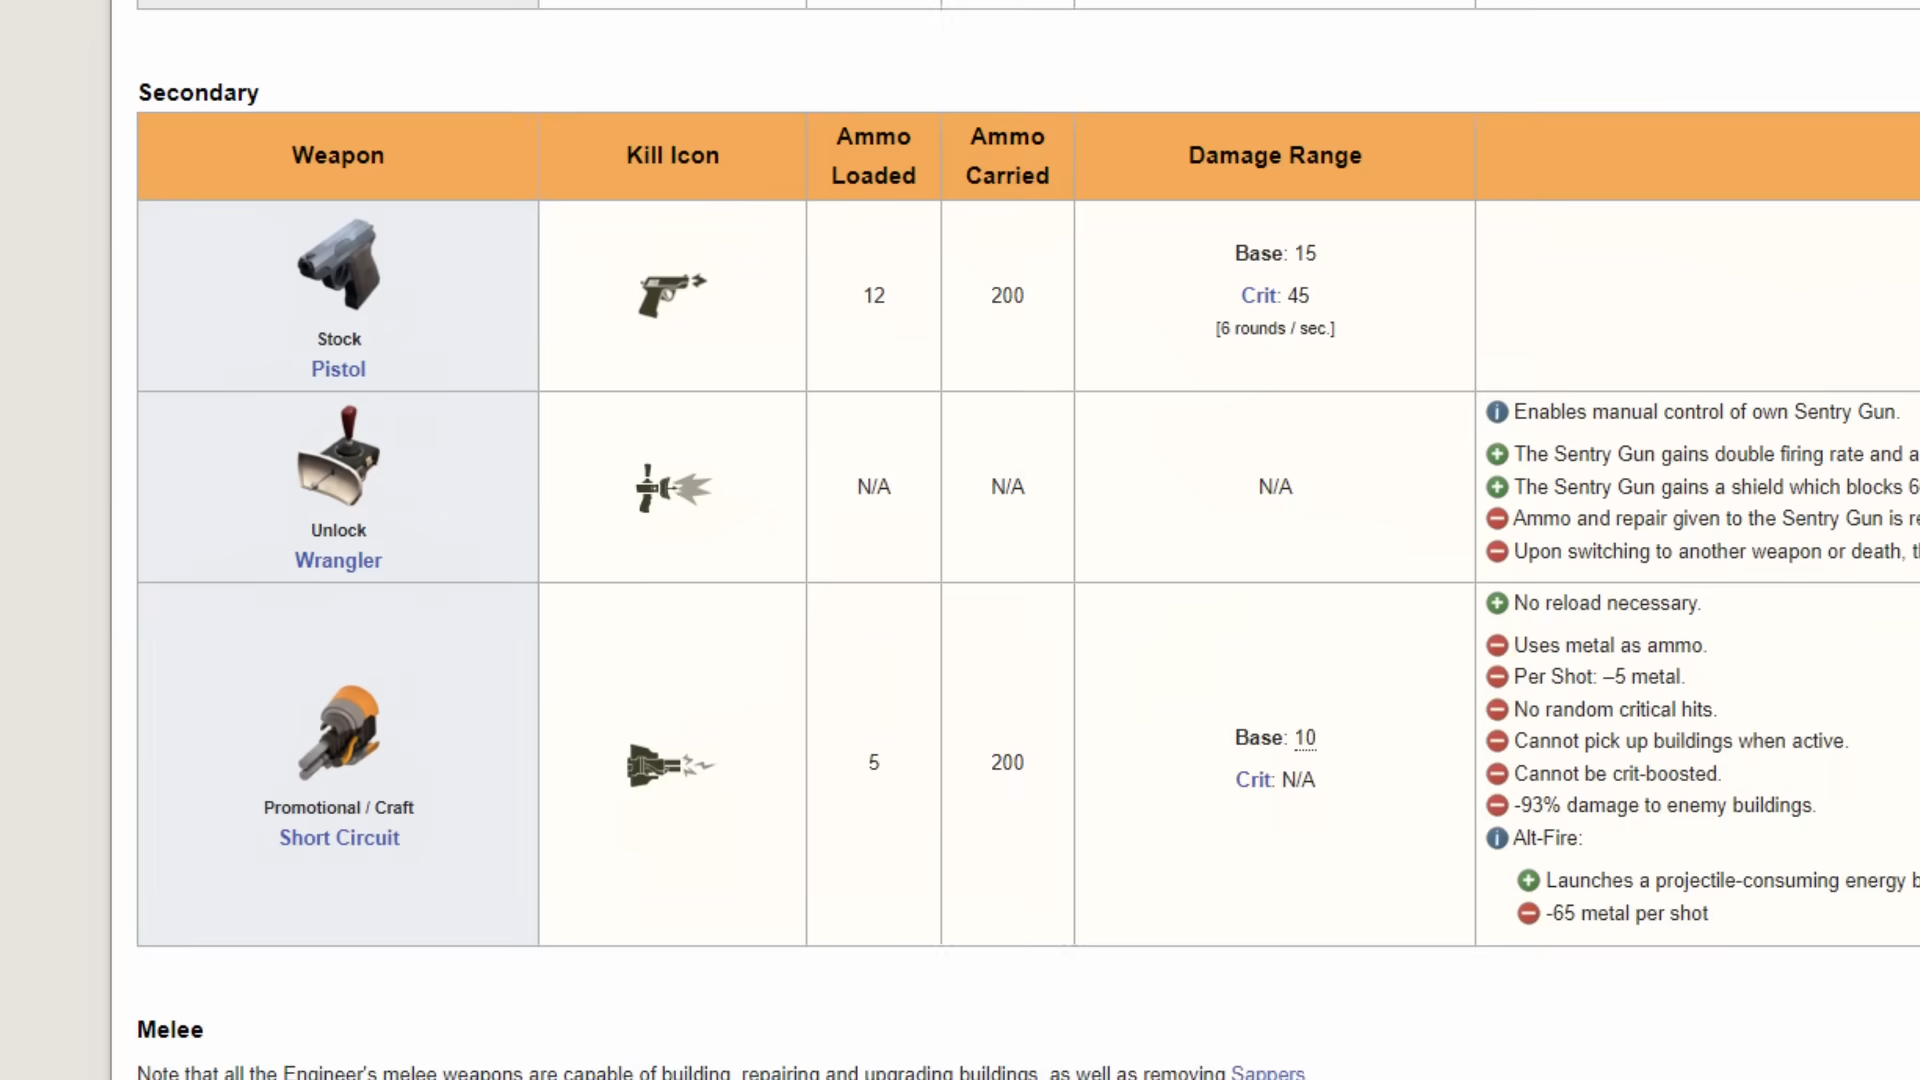 Secondary
Weapon
Kill Icon
Ammo
Loaded
Ammo
Carried
Damage Range
Stock
Pistol
12
200
Base: 15
Crit: 45
[6 rounds / sec.]
Unlock
Wrangler
N/A
N/A
N/A
Enables manual control of own Sentry Gun.
The Sentry Gun gains double firing rate and a
The Sentry Gun gains a shield which blocks 6
Ammo and repair given to the Sentry Gun is re
Upon switching to another weapon or death, t
Promotional / Craft
Short Circuit
5
200
Base: 10
Crit: N/A
No reload necessary.
Uses metal as ammo.
Per Shot: –5 metal.
No random critical hits.
Cannot pick up buildings when active.
Cannot be crit-boosted.
-93% damage to enemy buildings.
Alt-Fire:
Launches a projectile-consuming energy b
-65 metal per shot
Melee
Note that all the Engineer's melee weapons are capable of building, repairing and upgrading buildings, as well as removing Sappers